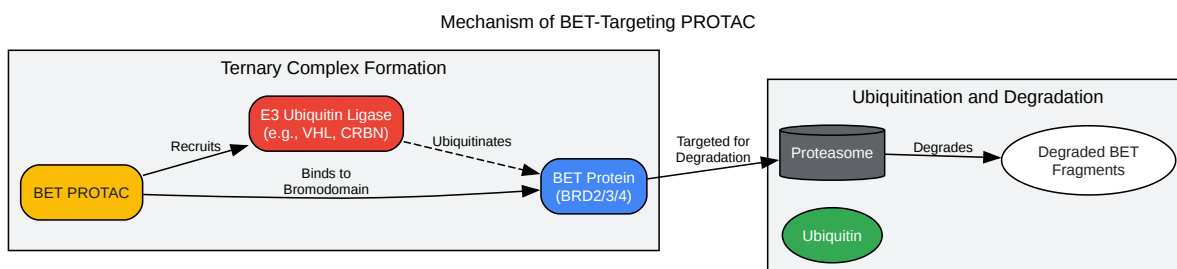 Mechanism of BET-Targeting PROTAC
Ternary Complex Formation
E3 Ubiquitin Ligase
(e.g., VHL, CRBN)
Recruits
Ubiquitinates
BET PROTAC
Binds to
Bromodomain
BET Protein
(BRD2/3/4)
Targeted for
Degradation
Ubiquitination and Degradation
Proteasome
Degrades
Degraded BET
Fragments
Ubiquitin